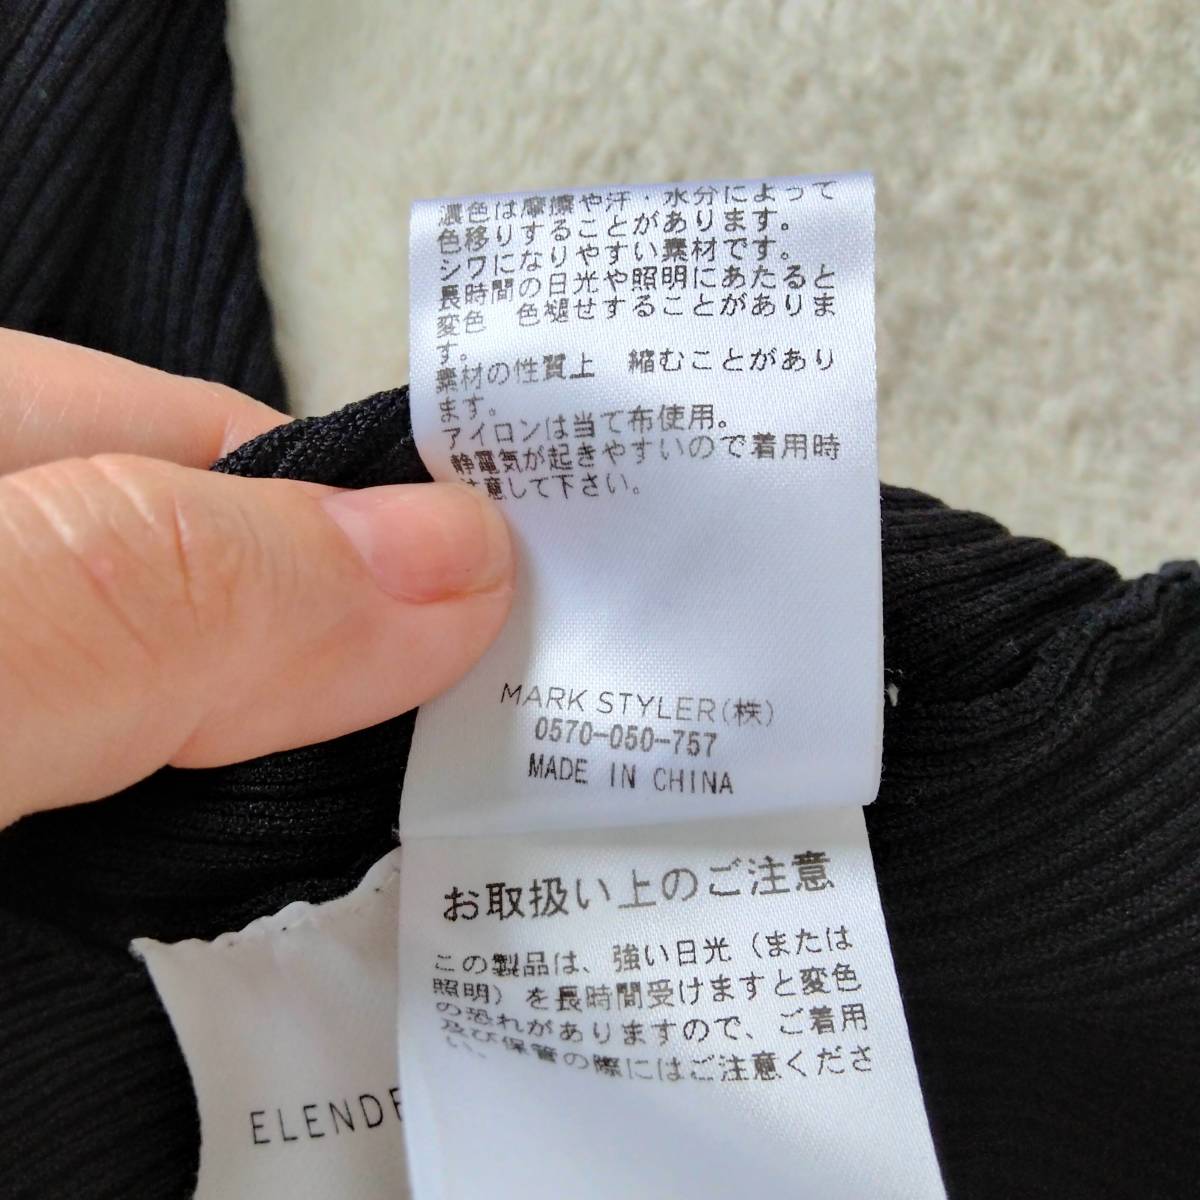 濃色は摩擦や汗・水分によって
色移りすることがあります。
シワになりやすい素材です。
長時間の日光や照明にあたると
変色 色褪せすることがありま
す。
素材の性質上 縮むことがあり
ます。
アイロンは当て布使用。
静電気が起きやすいので着用時
注意して下さい。
MARK STYLER(株)
0570-050-757
MADE IN CHINA
お取扱い上のご注意
この製品は、強い日光(または
照明)を長時間受けますと変色
の恐れがありますので、ご着用
及び保管の際にはご注意くださ
い。